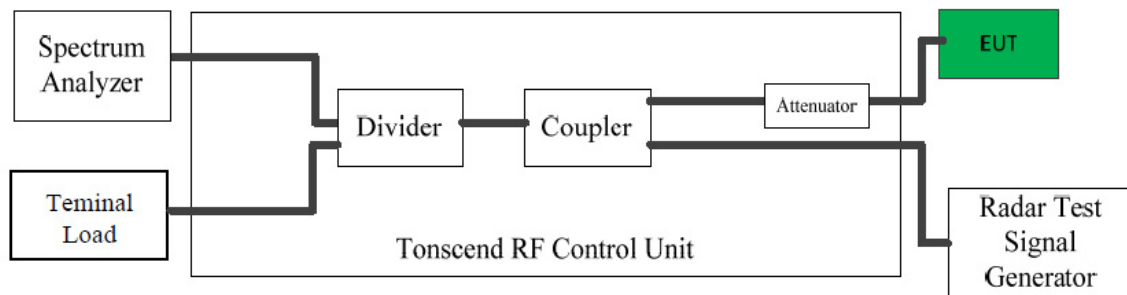 Spectrum
Analyzer
EUT
Attenuator
Divider
Coupler
Teminal
Load
Radar Test
Signal
Generator
Tonscend RF Control Unit